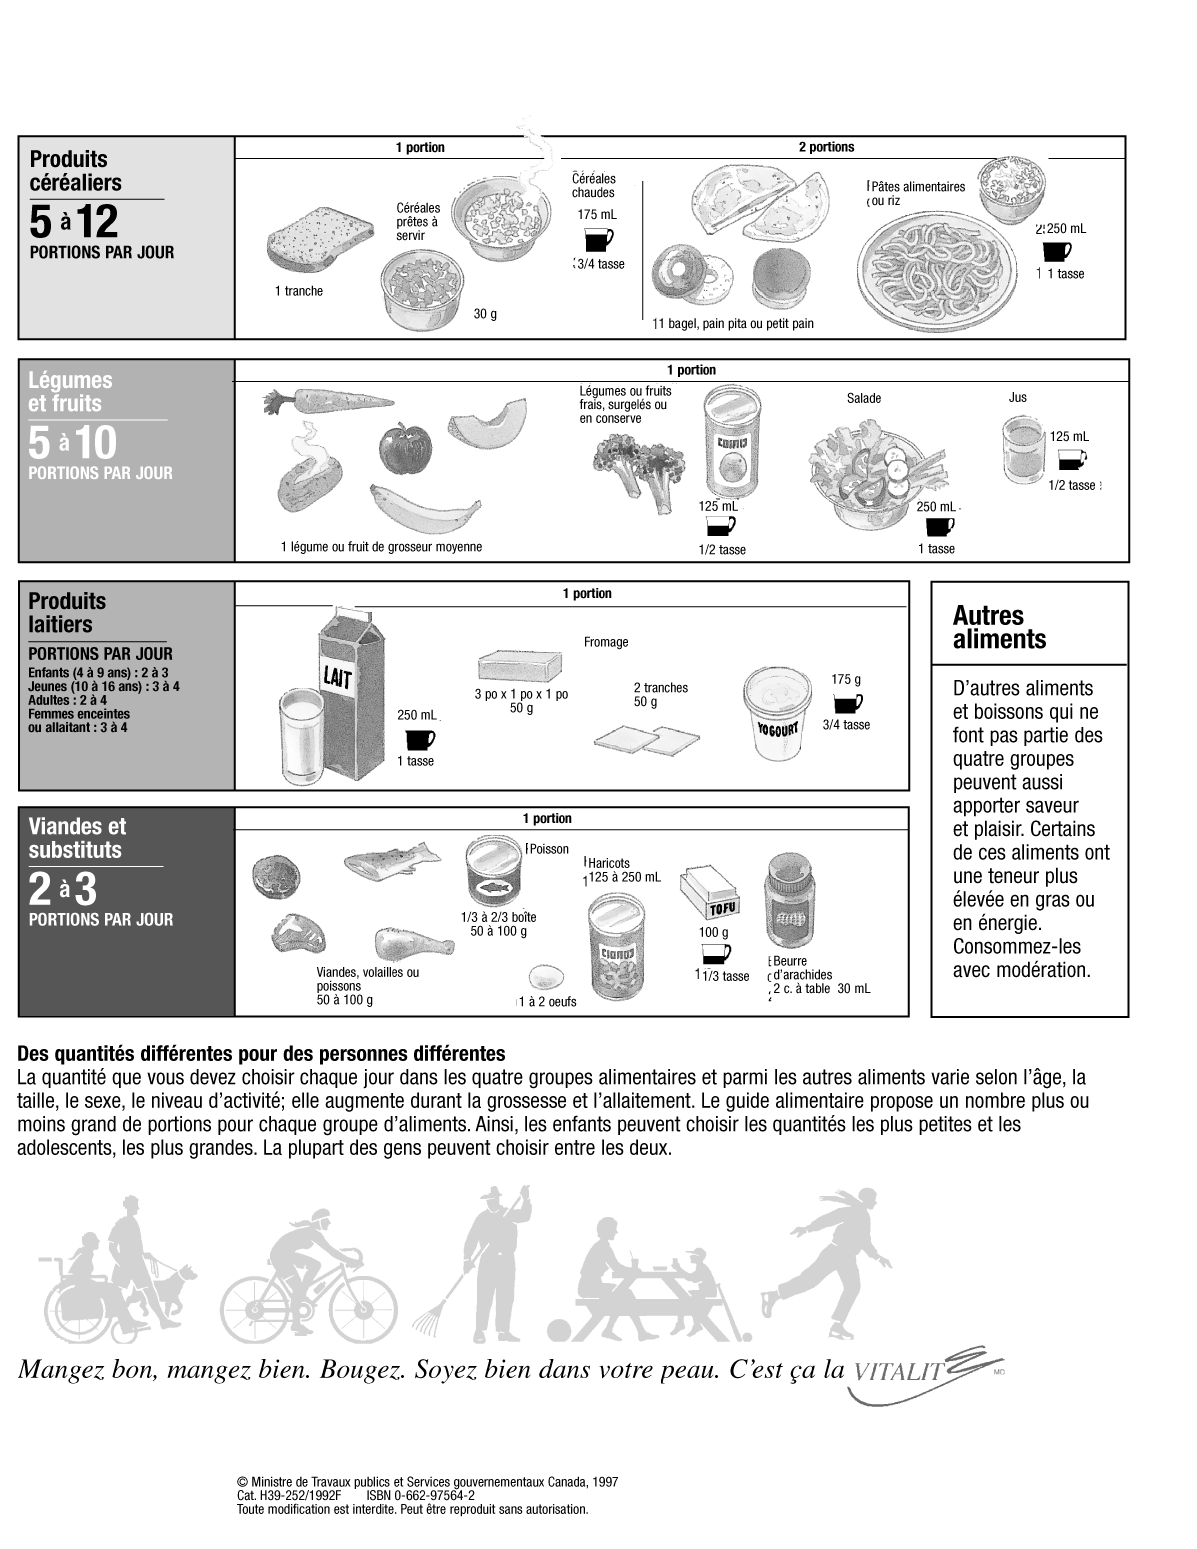 Produits
céréaliers
5 à 12
PORTIONS PAR JOUR
1 portion
2 portions
1 tranche
Céréales
prêtes à
servir
30 g
Céréales
chaudes
175 mL
3/4 tasse
11 bagel, pain pita ou petit pain
Pâtes alimentaires
ou riz
250 mL
1 1 tasse
Légumes
et fruits
5 à 10
PORTIONS PAR JOUR
1 portion
1 légume ou fruit de grosseur moyenne
Légumes ou fruits
frais, surgelés ou
en conserve
125 mL
1/2 tasse
Salade
250 mL
1 tasse
Jus
125 mL
1/2 tasse
Produits
laitiers
PORTIONS PAR JOUR
Enfants (4 à 9 ans) : 2 à 3
Jeunes (10 à 16 ans) : 3 à 4
Adultes : 2 à 4
Femmes enceintes
ou allaitant : 3 à 4
1 portion
LAIT
250 mL
1 tasse
Fromage
3 po x 1 po x 1 po
50 g
2 tranches
50 g
YOGOURT
175 g
3/4 tasse
Viandes et
substituts
2 à 3
PORTIONS PAR JOUR
1 portion
Viandes, volailles ou
poissons
50 à 100 g
Poisson
1/3 à 2/3 boîte
50 à 100 g
1 à 2 oeufs
Haricots
125 à 250 mL
TOFU
100 g
1 1/3 tasse
Beurre
d'arachides
2 c. à table 30 mL
Autres
aliments
D'autres aliments
et boissons qui ne
font pas partie des
quatre groupes
peuvent aussi
apporter saveur
et plaisir. Certains
de ces aliments ont
une teneur plus
élevée en gras ou
en énergie.
Consommez-les
avec modération.
Des quantités différentes pour des personnes différentes
La quantité que vous devez choisir chaque jour dans les quatre groupes alimentaires et parmi les autres aliments varie selon l'âge, la
taille, le sexe, le niveau d'activité; elle augmente durant la grossesse et l'allaitement. Le guide alimentaire propose un nombre plus ou
moins grand de portions pour chaque groupe d'aliments. Ainsi, les enfants peuvent choisir les quantités les plus petites et les
adolescents, les plus grandes. La plupart des gens peuvent choisir entre les deux.
Mangez bon, mangez bien. Bougez. Soyez bien dans votre peau. C'est ça la VITALITÉ MD
© Ministre de Travaux publics et Services gouvernementaux Canada, 1997
Cat. H39-252/1992F ISBN 0-662-97564-2
Toute modification est interdite. Peut être reproduit sans autorisation.